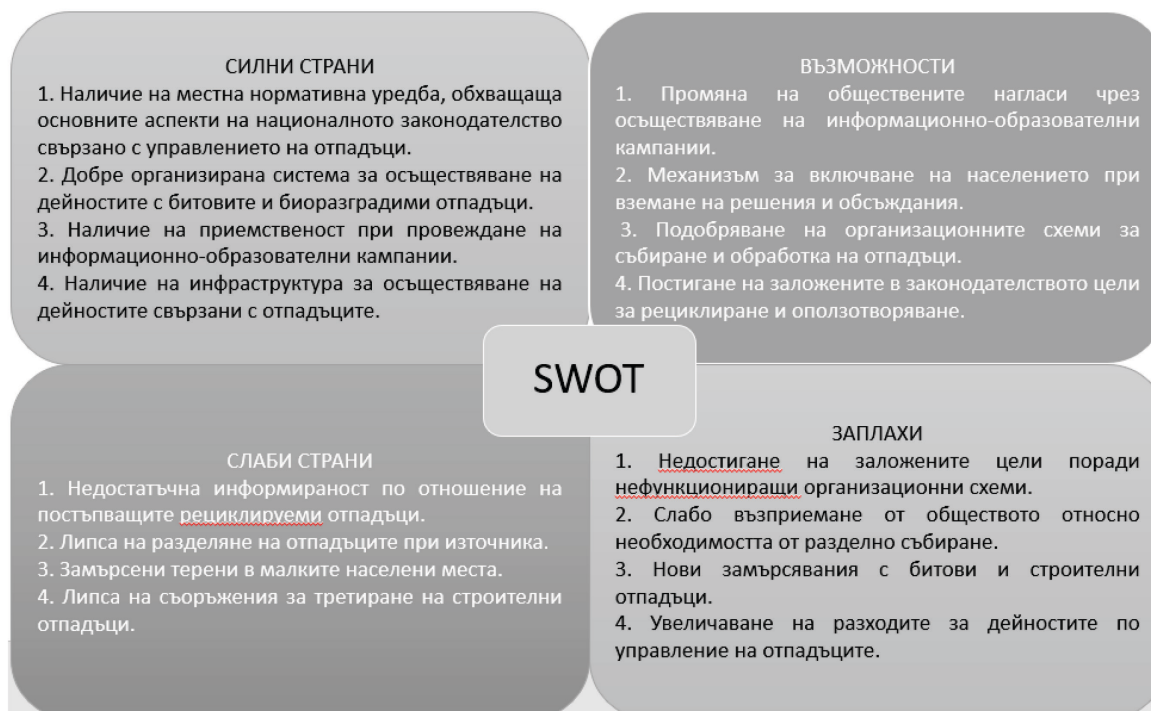 СИЛНИ СТРАНИ
1. Наличие на местна нормативна уредба, обхващаща
основните аспекти на националното законодателство
свързано с управлението на отпадъци.
2. Добре организирана система за осъществяване на
дейностите с битовите и биоразградими отпадъци.
3. Наличие на приемственост при провеждане на
информационно-образователни кампании.
4. Наличие на инфраструктура за осъществяване на
дейностите свързани с отпадъците.
ВЪЗМОЖНОСТИ
1. Промяна на обществените нагласи чрез
осъществяване на информационно-образователни
кампании.
2. Механизъм за включване на населението при
вземане на решения и обсъждания.
3. Подобряване на организационните схеми за
събиране и обработка на отпадъци.
4. Постигане на заложените в законодателството цели
за рециклиране и оползотворяване.
SWOT
СЛАБИ СТРАНИ
1. Недостатъчна информираност по отношение на
постъпващите рециклируеми отпадъци.
2. Липса на разделяне на отпадъците при източника.
3. Замърсени терени в малките населени места.
4. Липса на съоръжения за третиране на строителни
отпадъци.
ЗАПЛАХИ
1. Недостигане на заложените цели поради
нефункциониращи организационни схеми.
2. Слабо възприемане от обществото относно
необходимостта от разделно събиране.
3. Нови замърсявания с битови и строителни
отпадъци.
4. Увеличаване на разходите за дейностите по
управление на отпадъците.